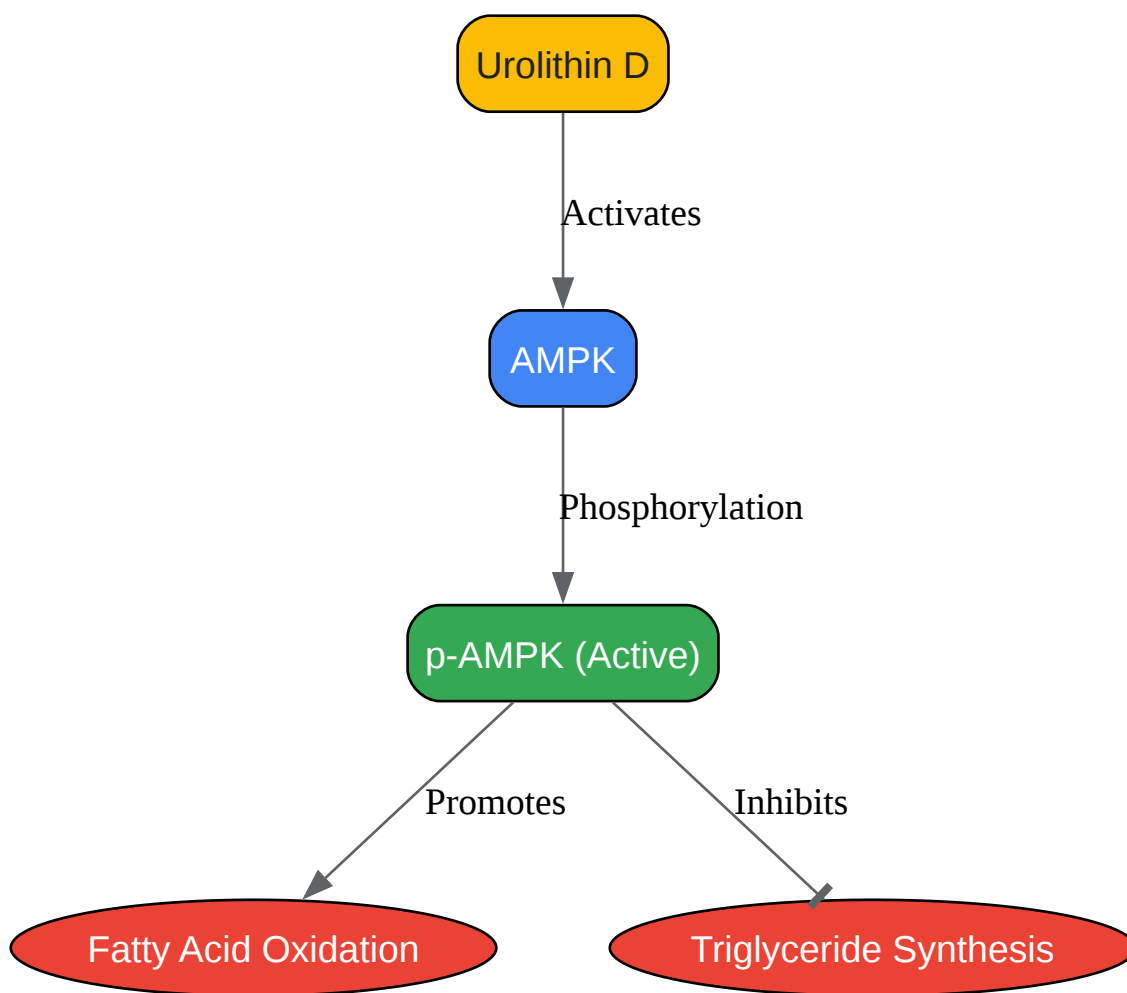 Urolithin D
Activates
AMPK
Phosphorylation
p-AMPK (Active)
Promotes
Inhibits
Fatty Acid Oxidation
Triglyceride Synthesis